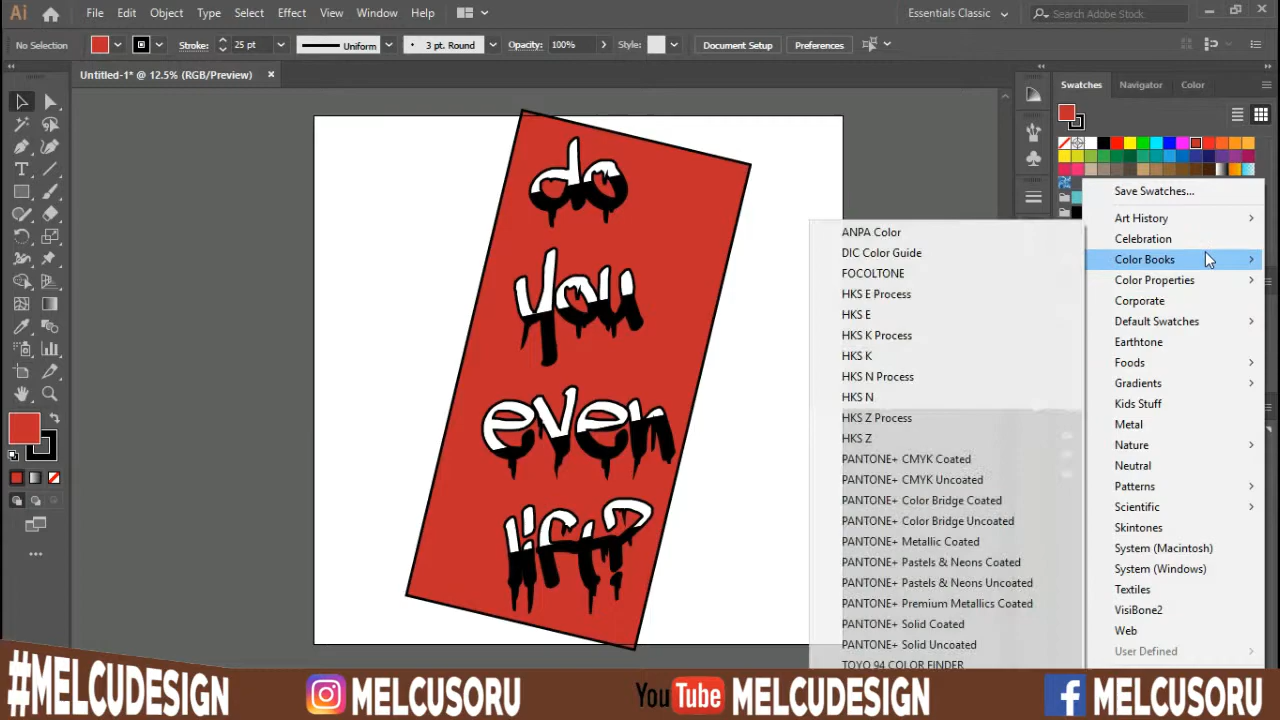 Ai File Edit Object Type Select Effect View Window Help Essentials Classic Search Adobe Stock
No Selection Stroke: 25 pt Uniform 3 pt. Round Opacity: 100% Style: Document Setup Preferences
Untitled-1* @ 12.5% (RGB/Preview)
Swatches Navigator Color
do
you
even
lift?
Save Swatches...
Art History
Celebration
Color Books
Color Properties
Corporate
Default Swatches
Earthtone
Foods
Gradients
Kids Stuff
Metal
Nature
Neutral
Patterns
Scientific
Skintones
System (Macintosh)
System (Windows)
Textiles
VisiBone2
Web
User Defined
ANPA Color
DIC Color Guide
FOCOLTONE
HKS E Process
HKS E
HKS K Process
HKS K
HKS N Process
HKS N
HKS Z Process
HKS Z
PANTONE+ CMYK Coated
PANTONE+ CMYK Uncoated
PANTONE+ Color Bridge Coated
PANTONE+ Color Bridge Uncoated
PANTONE+ Metallic Coated
PANTONE+ Pastels & Neons Coated
PANTONE+ Pastels & Neons Uncoated
PANTONE+ Premium Metallics Coated
PANTONE+ Solid Coated
PANTONE+ Solid Uncoated
TOYO 94 COLOR FINDER
#MELCUDESIGN MELCUSORU YouTube MELCUDESIGN f MELCUSORU